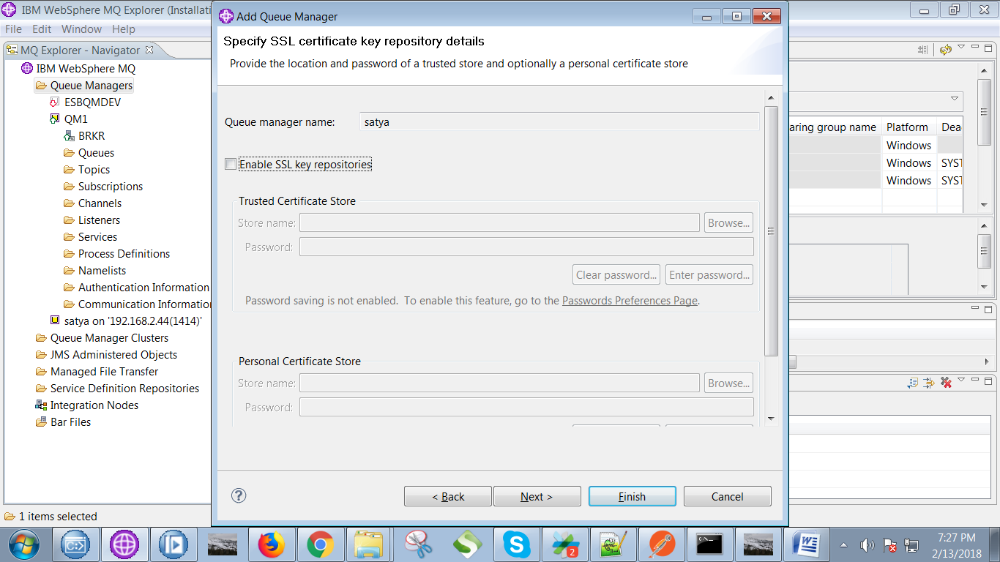 IBM WebSphere MQ Explorer (Installati
File Edit Window Help
MQ Explorer - Navigator
IBM WebSphere MQ
Queue Managers
ESBQMDEV
QM1
BRKR
Queues
Topics
Subscriptions
Channels
Listeners
Services
Process Definitions
Namelists
Authentication Information
Communication Informatio
satya on '192.168.2.44(1414)'
Queue Manager Clusters
JMS Administered Objects
Managed File Transfer
Service Definition Repositories
Integration Nodes
Bar Files
1 items selected
Add Queue Manager
Specify SSL certificate key repository details
Provide the location and password of a trusted store and optionally a personal certificate store
Queue manager name: satya
Enable SSL key repositories
Trusted Certificate Store
Store name: Browse...
Password:
Clear password... Enter password...
Password saving is not enabled. To enable this feature, go to the Passwords Preferences Page.
Personal Certificate Store
Store name: Browse...
Password:
< Back Next > Finish Cancel
aring group name Platform Dea
Windows
Windows SYST
Windows SYST
2
7:27 PM
2/13/2018